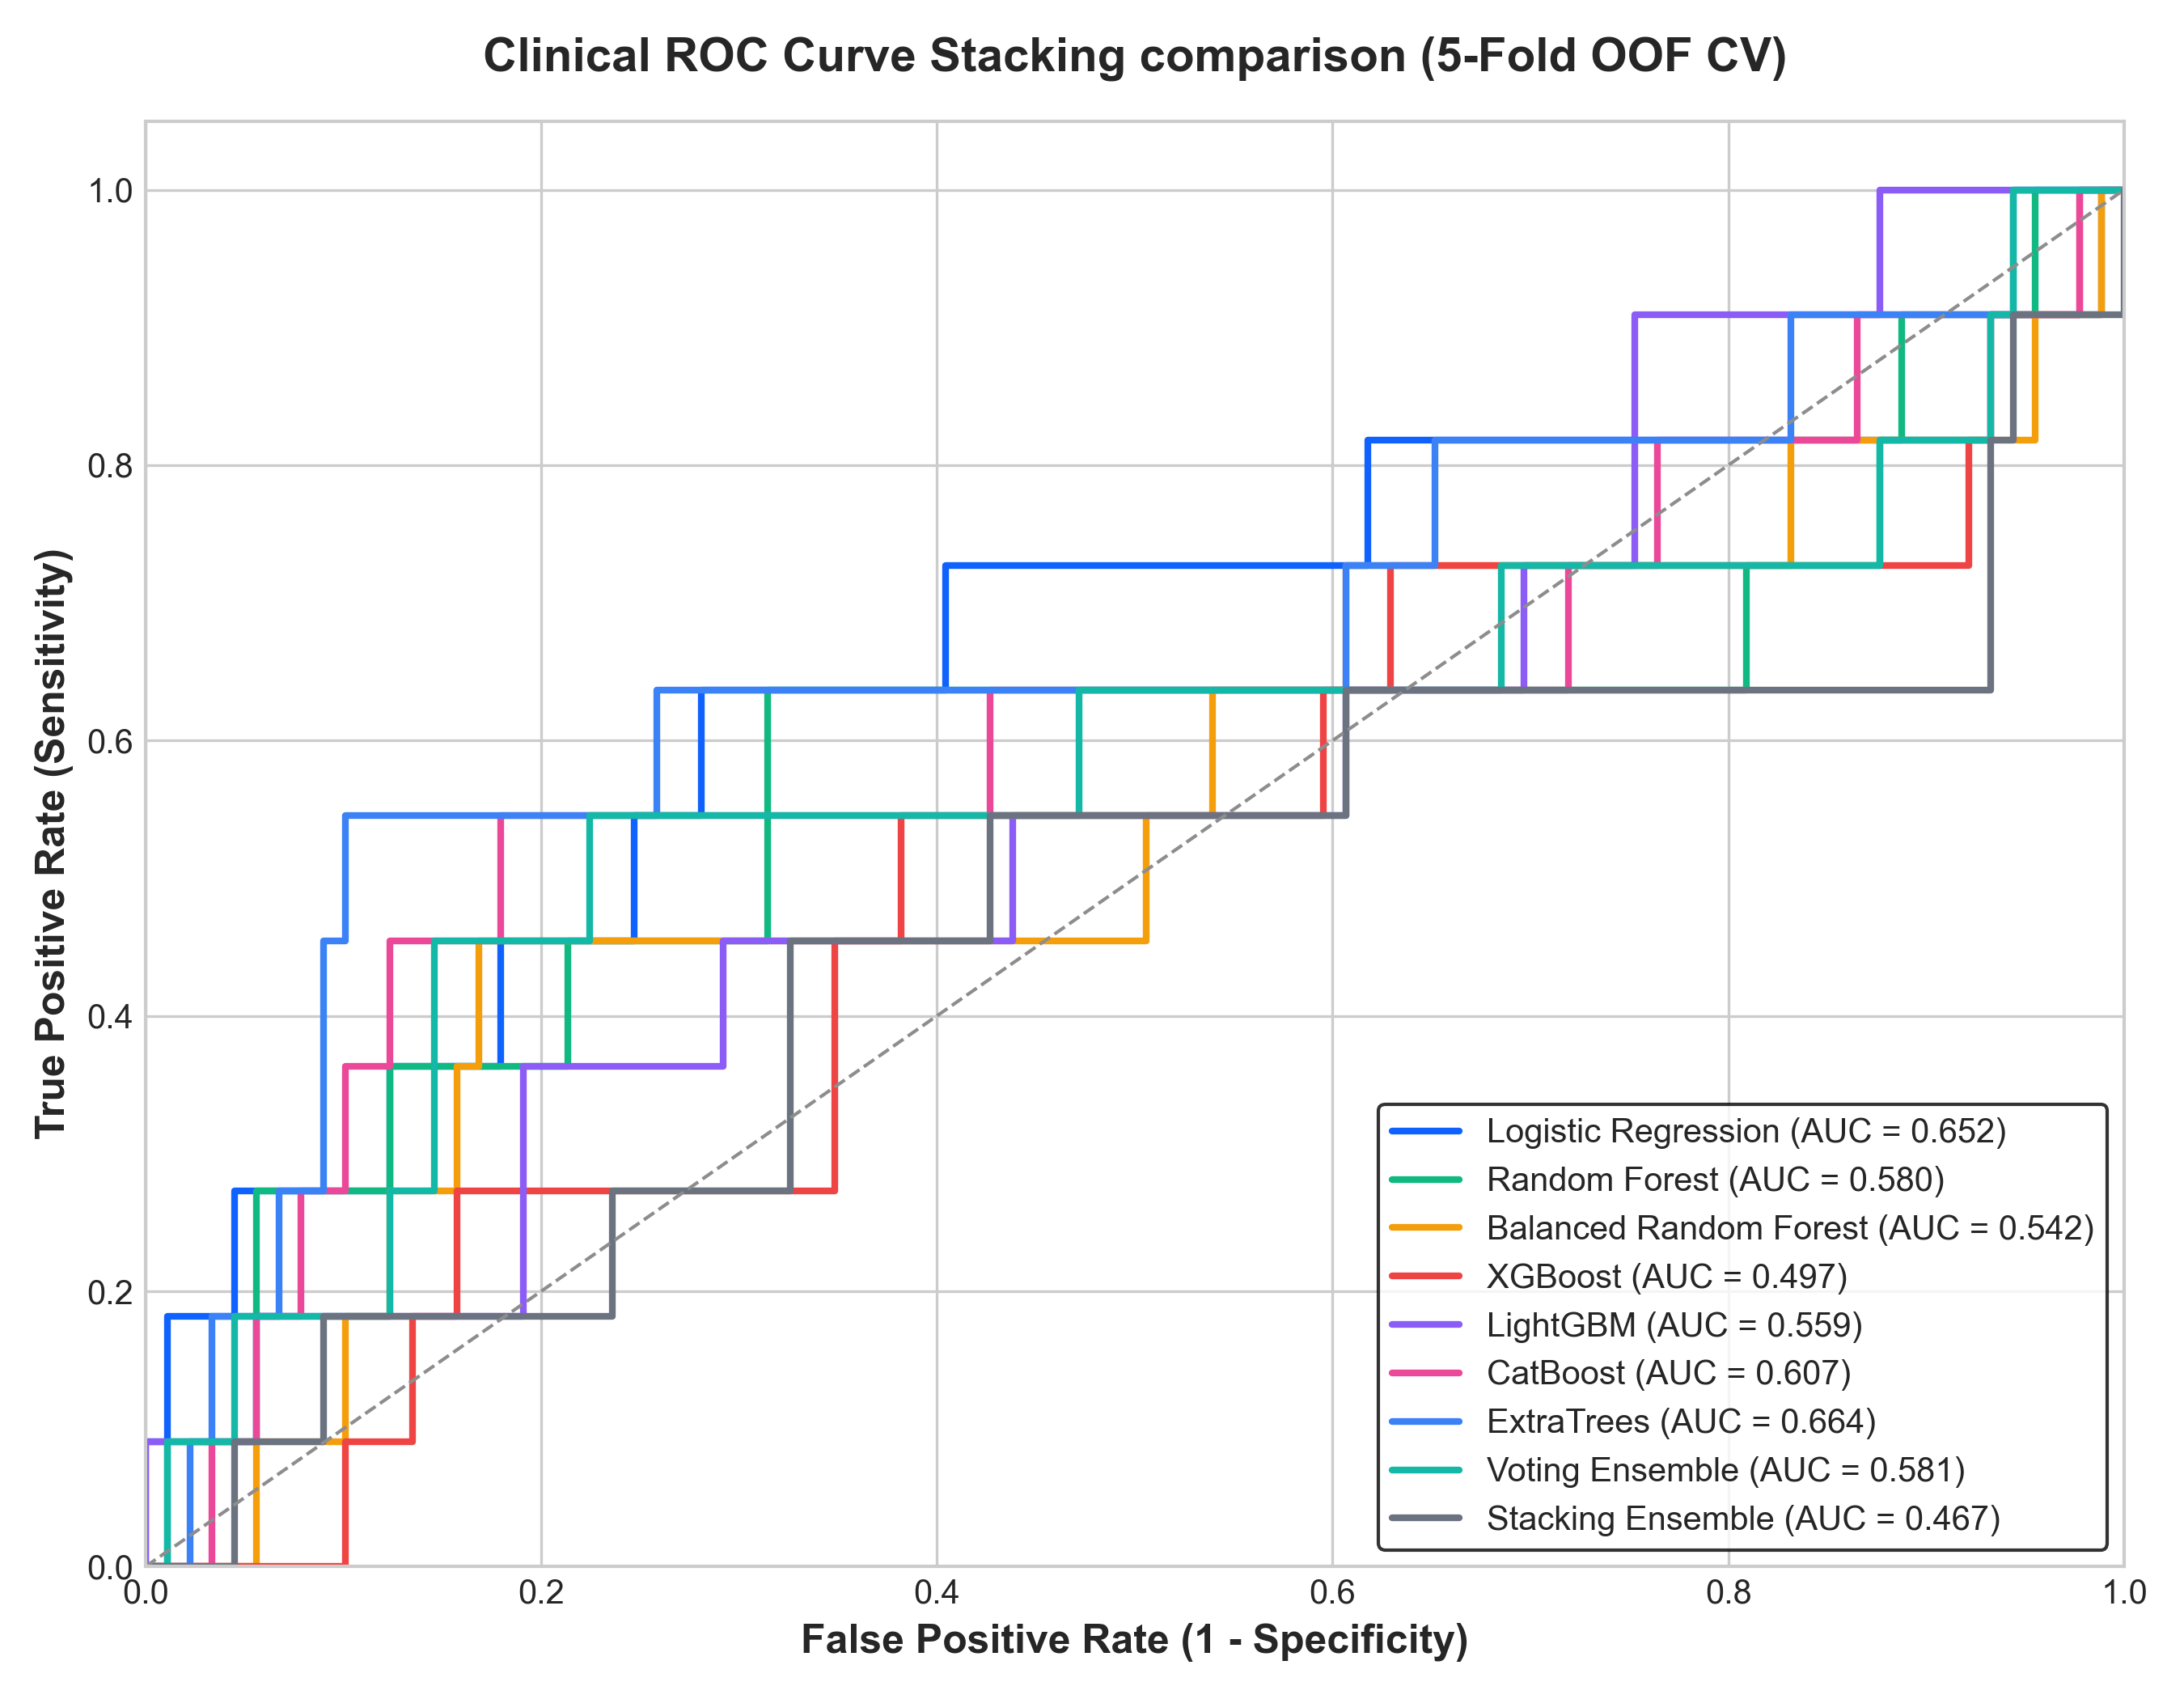 Clinical ROC Curve Stacking comparison (5-Fold OOF CV)
True Positive Rate (Sensitivity)
1.0
0.8
0.6
0.4
0.2
0.0
0.0
0.2
0.4
0.6
0.8
1.0
False Positive Rate (1 - Specificity)
Logistic Regression (AUC = 0.652)
Random Forest (AUC = 0.580)
Balanced Random Forest (AUC = 0.542)
XGBoost (AUC = 0.497)
LightGBM (AUC = 0.559)
CatBoost (AUC = 0.607)
ExtraTrees (AUC = 0.664)
Voting Ensemble (AUC = 0.581)
Stacking Ensemble (AUC = 0.467)